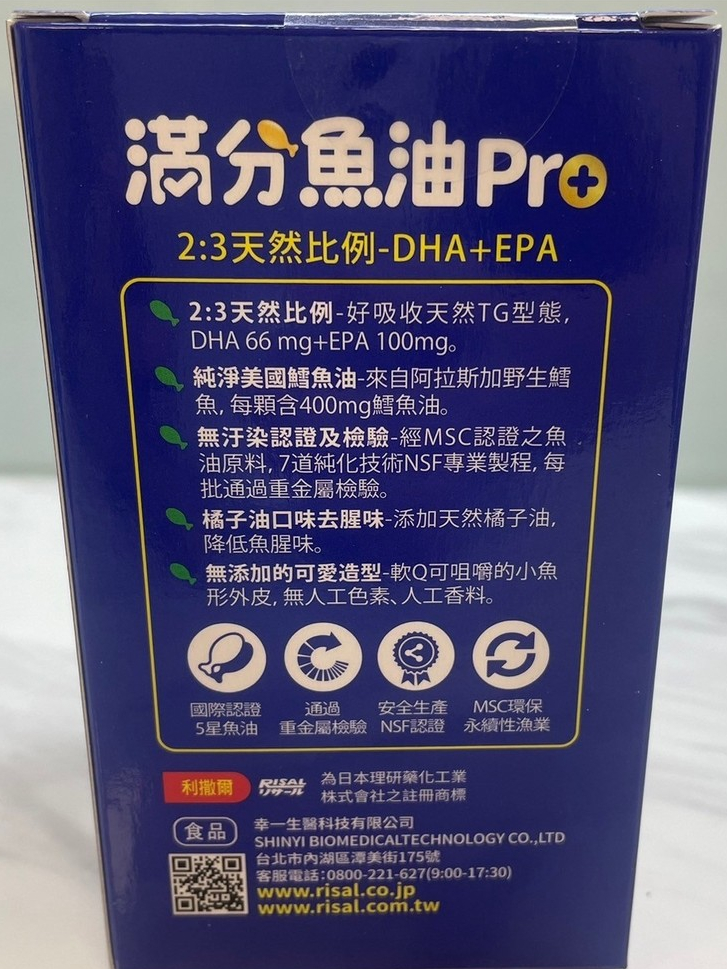 滿分魚油Pro
2:3天然比例-DHA+EPA
2:3天然比例-好吸收天然TG型態,
DHA 66 mg+EPA 100mg。
純淨美國鱈魚油-來自阿拉斯加野生鱈
魚, 每顆含400mg鱈魚油。
無汙染認證及檢驗-經MSC認證之魚
油原料, 7道純化技術NSF專業製程, 每
批通過重金屬檢驗。
橘子油口味去腥味-添加天然橘子油,
降低魚腥味。
無添加的可愛造型-軟Q可咀嚼的小魚
形外皮, 無人工色素、人工香料。
國際認證
5星魚油
通過
重金屬檢驗
安全生產
NSF認證
MSC環保
永續性漁業
利撒爾
RISAL
リサール
為日本理研藥化工業
株式會社之註冊商標
食品
幸一生醫科技有限公司
SHINYI BIOMEDICALTECHNOLOGY CO.,LTD
台北市內湖區潭美街175號
客服電話:0800-221-627(9:00-17:30)
www.risal.co.jp
www.risal.com.tw